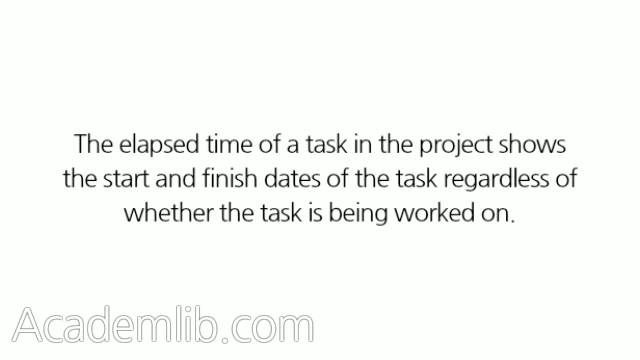 The elapsed time of a task in the project shows
the start and finish dates of the task regardless of
whether the task is being worked on.
Academlib.com